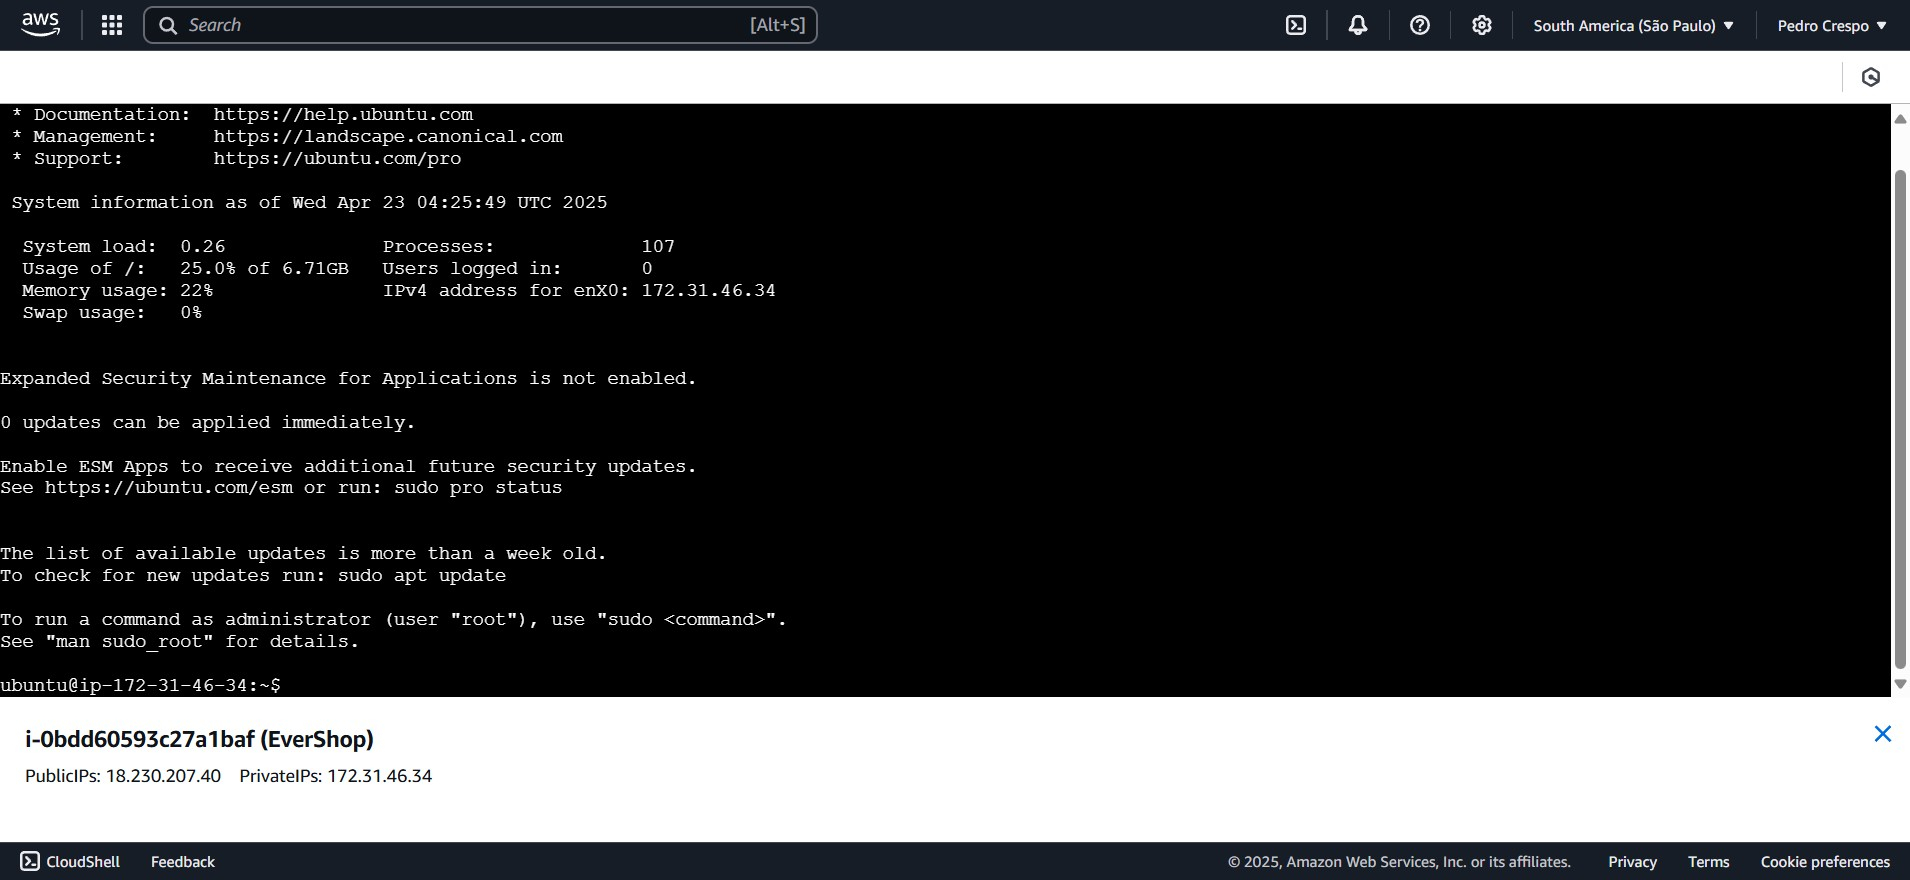 aws
Search [Alt+S] South America (São Paulo) Pedro Crespo
* Documentation: https://help.ubuntu.com
* Management: https://landscape.canonical.com
* Support: https://ubuntu.com/pro
System information as of Wed Apr 23 04:25:49 UTC 2025
System load: 0.26 Processes: 107
Usage of /: 25.0% of 6.71GB Users logged in: 0
Memory usage: 22% IPv4 address for enX0: 172.31.46.34
Swap usage: 0%
Expanded Security Maintenance for Applications is not enabled.
0 updates can be applied immediately.
Enable ESM Apps to receive additional future security updates.
See https://ubuntu.com/esm or run: sudo pro status
The list of available updates is more than a week old.
To check for new updates run: sudo apt update
To run a command as administrator (user "root"), use "sudo <command>".
See "man sudo_root" for details.
ubuntu@ip-172-31-46-34:~$
i-0bdd60593c27a1baf (EverShop)
PublicIPs: 18.230.207.40 PrivateIPs: 172.31.46.34
CloudShell Feedback © 2025, Amazon Web Services, Inc. or its affiliates. Privacy Terms Cookie preferences